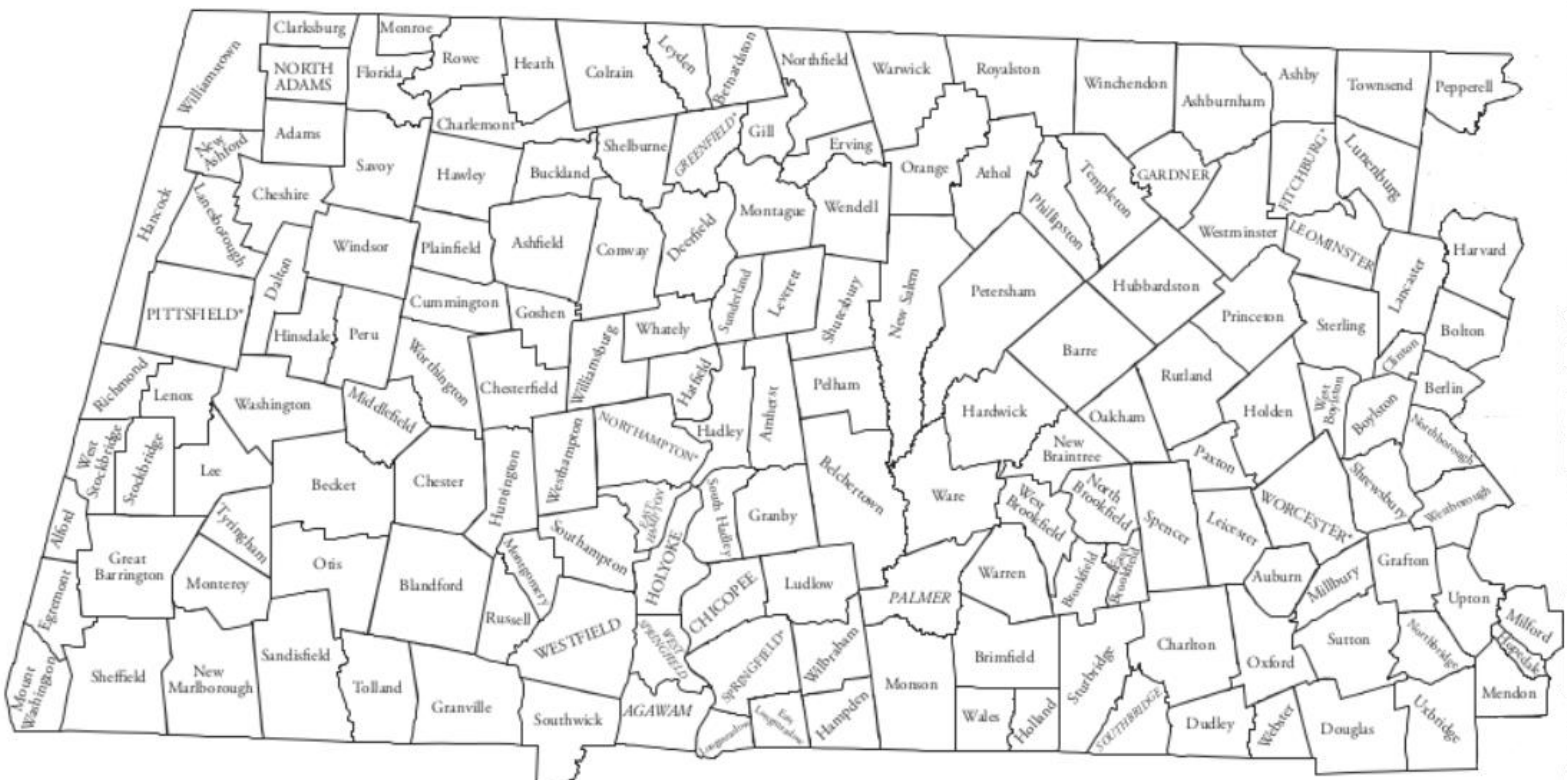 Clarksburg
Monroe
Williamstown
NORTH
ADAMS
Florida
Rowe
Heath
Colrain
Leyden
Bernardston
Northfield
Warwick
Royalston
Winchendon
Ashburnham
Ashby
Townsend
Pepperell
New
Ashford
Adams
Savoy
Charlemont
Hawley
Buckland
Shelburne
GREENFIELD*
Gill
Erving
Orange
Athol
Phillipston
Templeton
GARDNER
Westminster
FITCHBURG*
Lunenburg
Hancock
Lanesborough
Cheshire
Windsor
Plainfield
Ashfield
Conway
Deerfield
Montague
Wendell
LEOMINSTER
Lancaster
Harvard
PITTSFIELD*
Dalton
Hinsdale
Peru
Cummington
Goshen
Whately
Sunderland
Leverett
Shutesbury
New Salem
Petersham
Hubbardston
Princeton
Sterling
Bolton
Clinton
Richmond
Lenox
Washington
Middlefield
Worthington
Chesterfield
Williamsburg
Hatfield
Amherst
Pelham
Barre
Rutland
Holden
West
Boylston
Boylston
Berlin
Northborough
West
Stockbridge
Stockbridge
Lee
Becket
Chester
Huntington
Westhampton
NORTHAMPTON*
Hadley
Belchertown
Hardwick
Oakham
New
Braintree
Paxton
Shrewsbury
Westborough
Alford
Great
Barrington
Tyringham
Monterey
Otis
Blandford
Montgomery
Russell
Southampton
EAST
HAMPTON
HOLYOKE
South Hadley
Granby
Ware
West
Brookfield
North
Brookfield
Brookfield
East
Brookfield
Spencer
Leicester
WORCESTER*
Auburn
Millbury
Grafton
Upton
Egremont
Mount
Washington
Sheffield
New
Marlborough
Sandisfield
Tolland
Granville
WESTFIELD
Southwick
WEST
SPRINGFIELD
AGAWAM
CHICOPEE
Ludlow
SPRINGFIELD*
Wilbraham
Longmeadow
East
Longmeadow
Hampden
PALMER
Monson
Warren
Brimfield
Wales
Holland
Sturbridge
SOUTHBRIDGE
Charlton
Dudley
Oxford
Webster
Sutton
Douglas
Northbridge
Uxbridge
Milford
Hopedale
Mendon